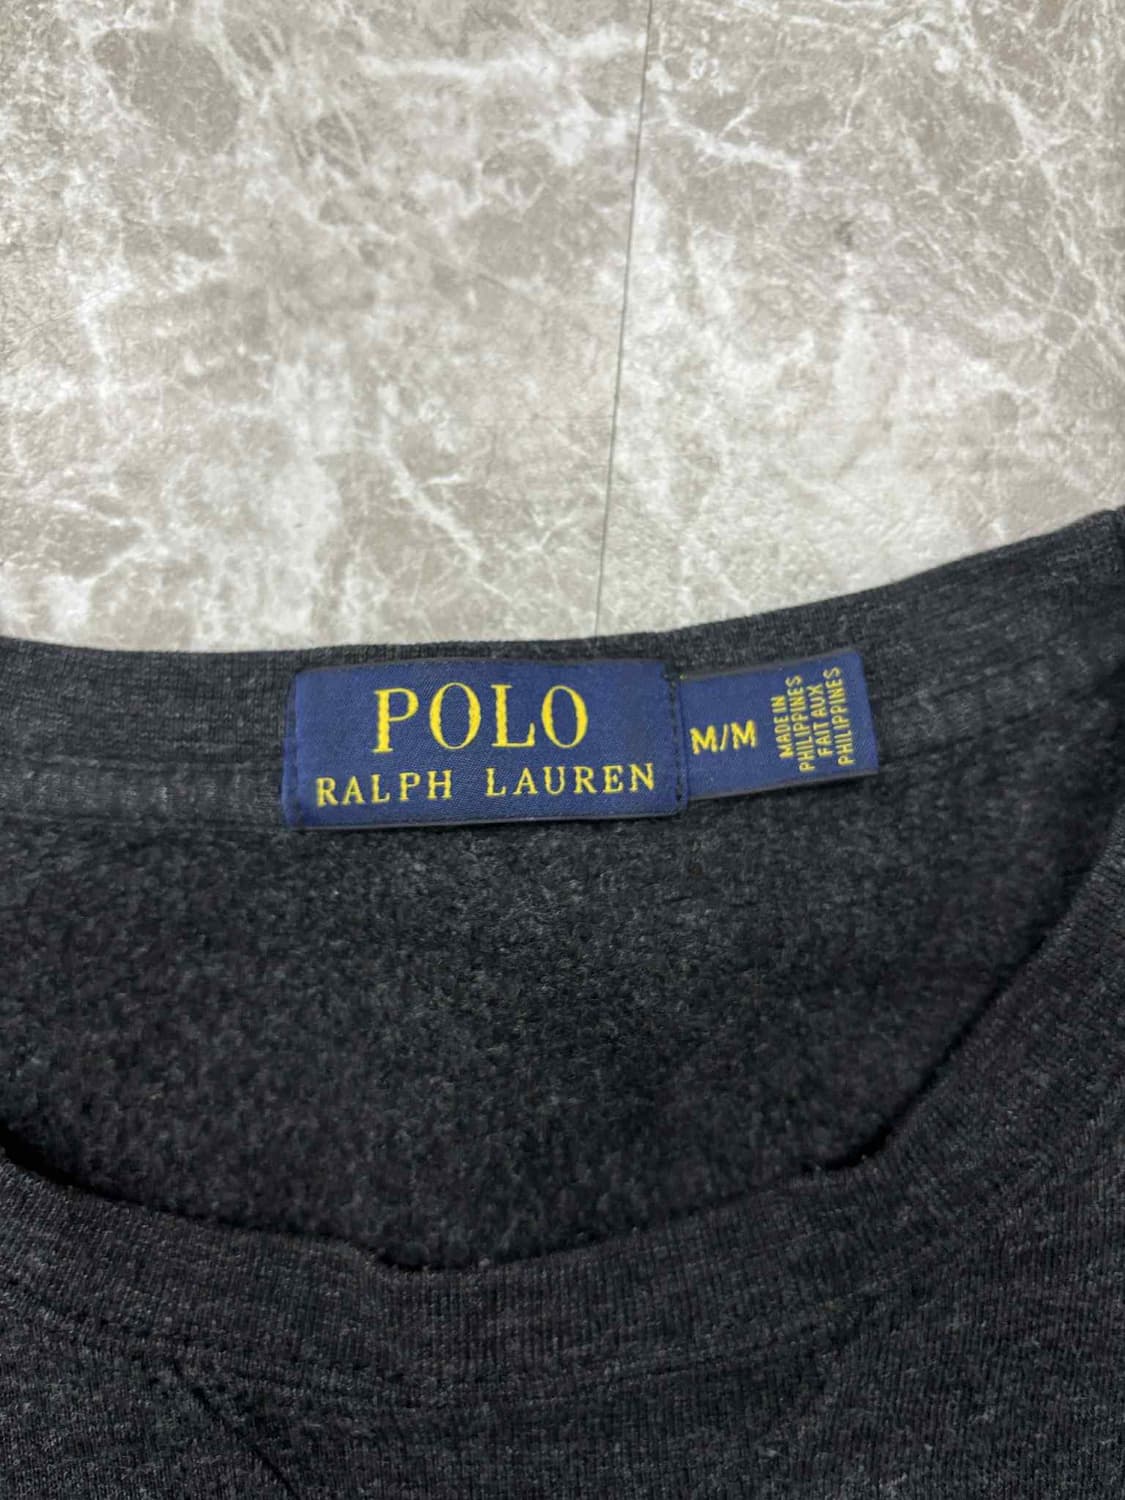 POLO
RALPH LAUREN
M/M
MADE IN
PHILIPPINES
FAIT AUX
PHILIPPINES